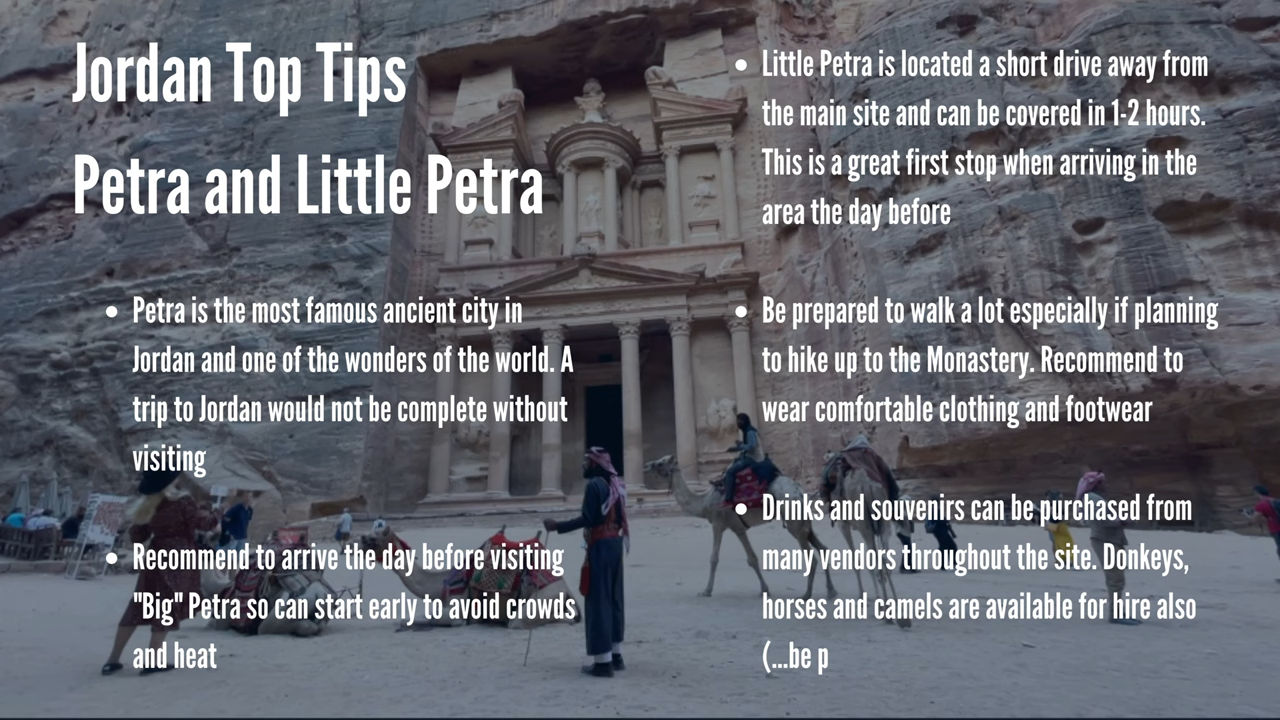 Jordan Top Tips
Petra and Little Petra
• Petra is the most famous ancient city in
Jordan and one of the wonders of the world. A
trip to Jordan would not be complete without
visiting
• Recommend to arrive the day before visiting
"Big" Petra so can start early to avoid crowds
and heat
• Little Petra is located a short drive away from
the main site and can be covered in 1-2 hours.
This is a great first stop when arriving in the
area the day before
• Be prepared to walk a lot especially if planning
to hike up to the Monastery. Recommend to
wear comfortable clothing and footwear
• Drinks and souvenirs can be purchased from
many vendors throughout the site. Donkeys,
horses and camels are available for hire also
(...be p